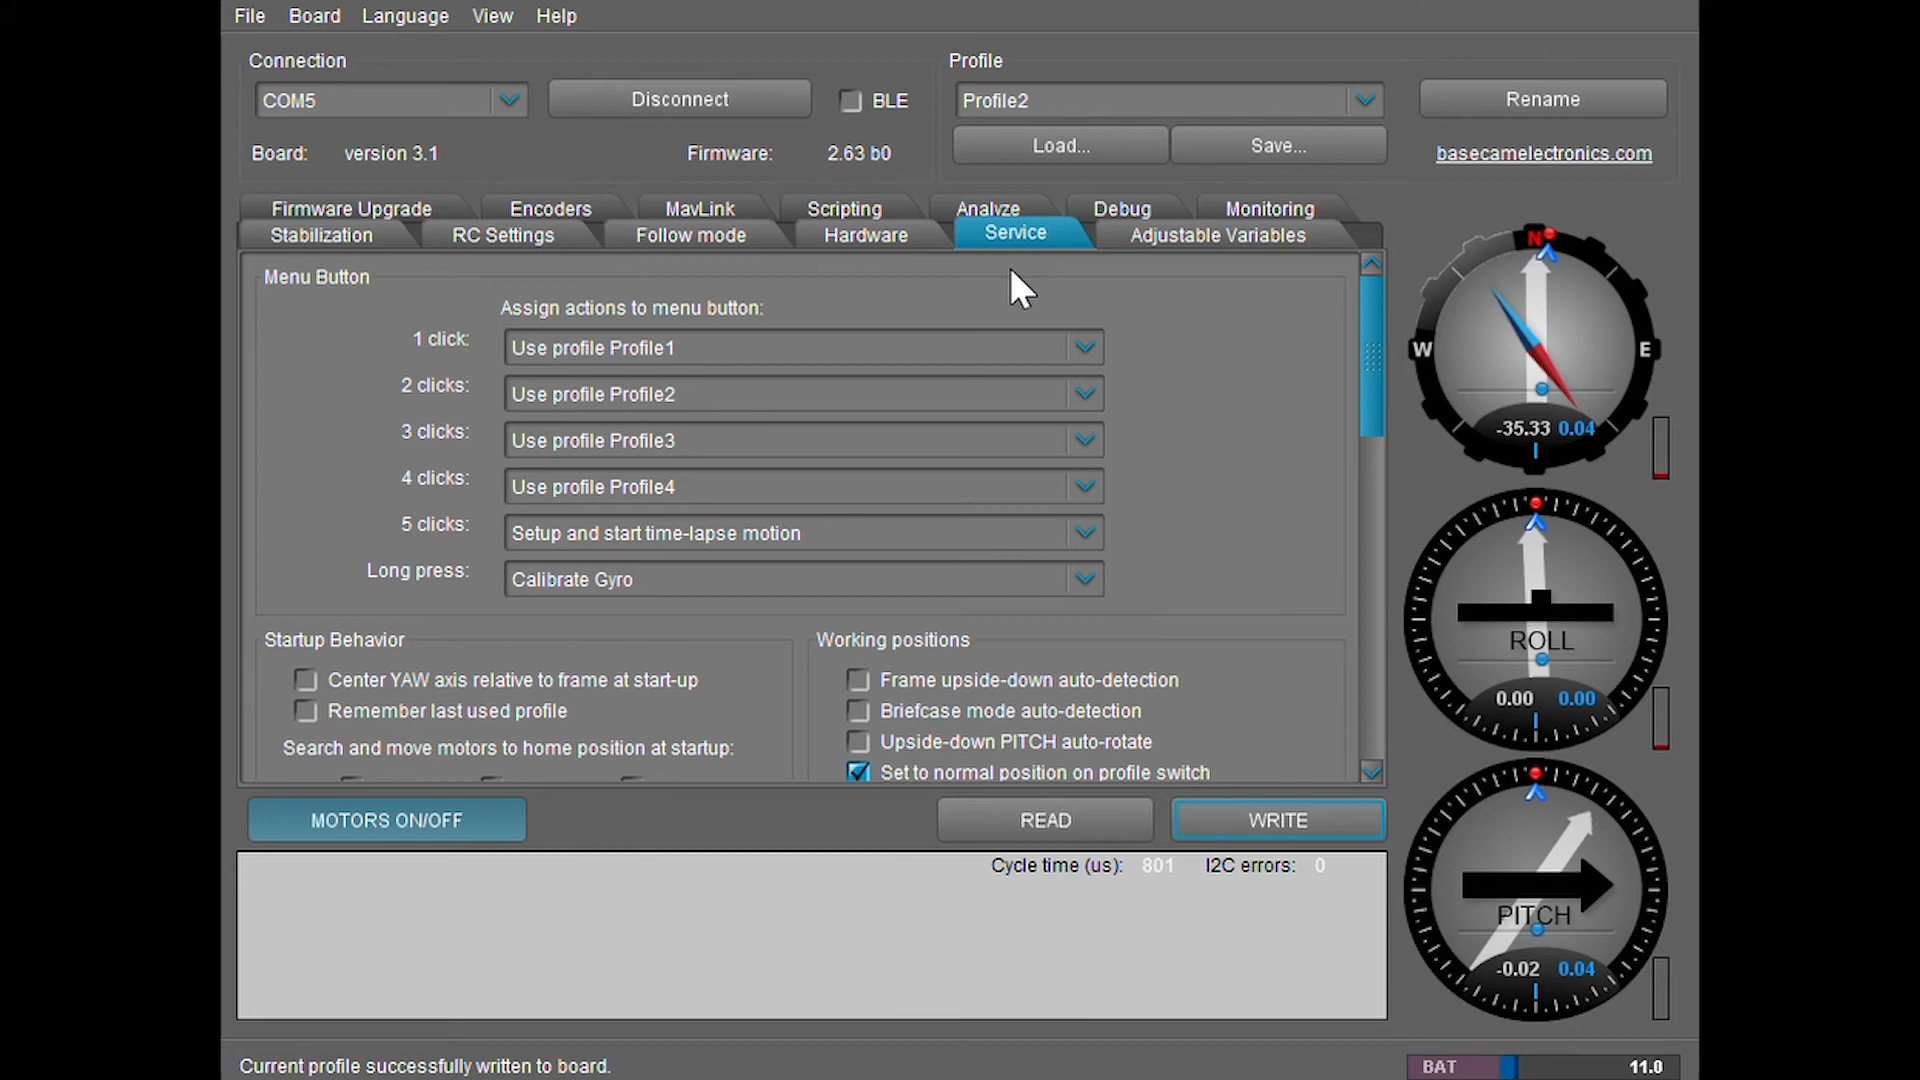 File Board Language View Help
Connection
Profile
COM5 Disconnect BLE
Profile2 Rename
Load... Save...
Board: version 3.1 Firmware: 2.63 b0
basecamelectronics.com
Firmware Upgrade Encoders MavLink Scripting Analyze Debug Monitoring
Stabilization RC Settings Follow mode Hardware Service Adjustable Variables
Menu Button
Assign actions to menu button:
1 click: Use profile Profile1
2 clicks: Use profile Profile2
3 clicks: Use profile Profile3
4 clicks: Use profile Profile4
5 clicks: Setup and start time-lapse motion
Long press: Calibrate Gyro
Startup Behavior
Center YAW axis relative to frame at start-up
Remember last used profile
Search and move motors to home position at startup:
Working positions
Frame upside-down auto-detection
Briefcase mode auto-detection
Upside-down PITCH auto-rotate
Set to normal position on profile switch
N
W E
-35.33 0.04
ROLL
0.00 0.00
PITCH
-0.02 0.04
MOTORS ON/OFF READ WRITE
Cycle time (us): 801 I2C errors: 0
Current profile successfully written to board.
BAT 11.0